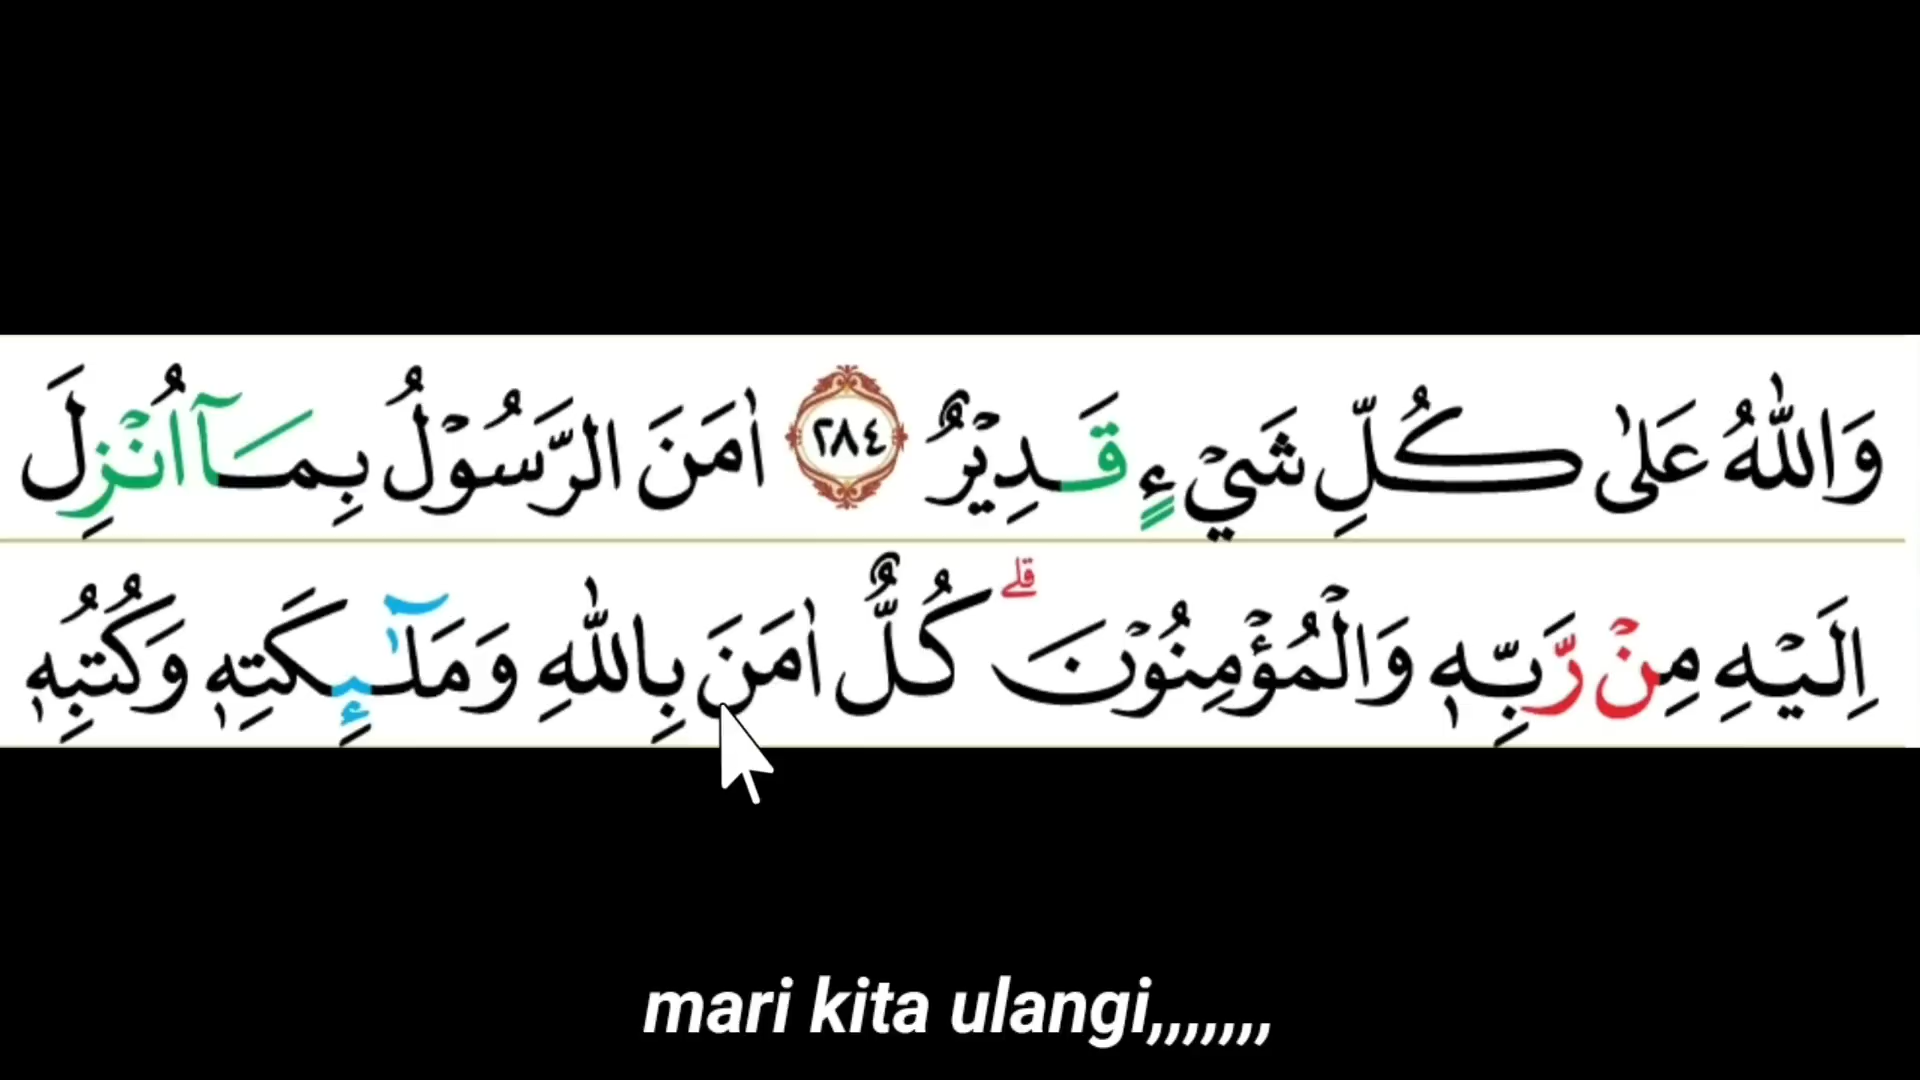 وَاللّٰهُ عَلٰى كُلِّ شَيْءٍ قَدِيْرٌ ٢٨٤ اٰمَنَ الرَّسُوْلُ بِمَآ اُنْزِلَ
اِلَيْهِ مِنْ رَّبِّهٖ وَالْمُؤْمِنُوْنَ ۗ كُلٌّ اٰمَنَ بِاللّٰهِ وَمَلٰۤىِٕكَتِهٖ وَكُتُبِهٖ
mari kita ulangi,,,,,,,